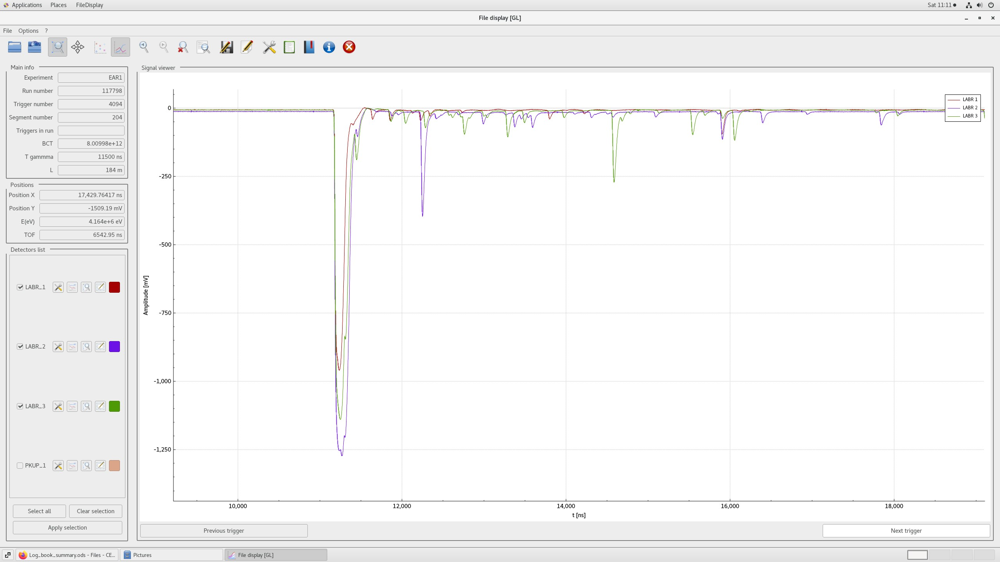 Applications Places FileDisplay Sat 11:11
File display [GL]
File Options ?
Main info
Experiment EAR1
Run number 117798
Trigger number 4094
Segment number 204
Triggers in run
BCT 8.00998e+12
T gammma 11500 ns
L 184 m
Positions
Position X 17,429.76417 ns
Position Y -1509.19 mV
E(eV) 4.164e+6 eV
TOF 6542.95 ns
Detectors list
LABR_1
LABR_2
LABR_3
PKUP_1
Select all Clear selection
Apply selection
Signal viewer
LABR 1
LABR 2
LABR 3
0
-250
-500
-750
-1,000
-1,250
Amplitude [mV]
10,000 12,000 14,000 16,000 18,000
t [ns]
Previous trigger Next trigger
Log_book_summary.ods - Files - CE... Pictures File display [GL]